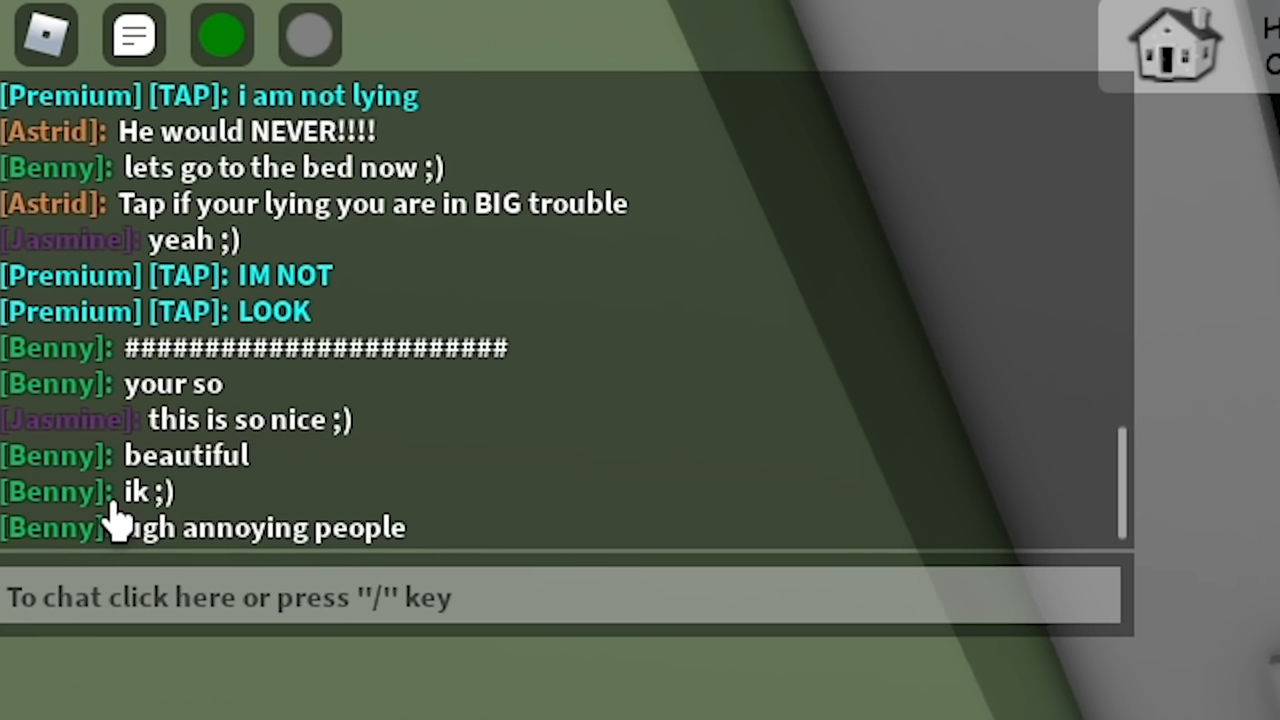 [Premium] [TAP]: i am not lying
[Astrid]: He would NEVER!!!!
[Benny]: lets go to the bed now ;)
[Astrid]: Tap if your lying you are in BIG trouble
[Jasmine]: yeah ;)
[Premium] [TAP]: IM NOT
[Premium] [TAP]: LOOK
[Benny]: ########################
[Benny]: your so
[Jasmine]: this is so nice ;)
[Benny]: beautiful
[Benny]: ik ;)
[Benny] ugh annoying people
To chat click here or press "/" key